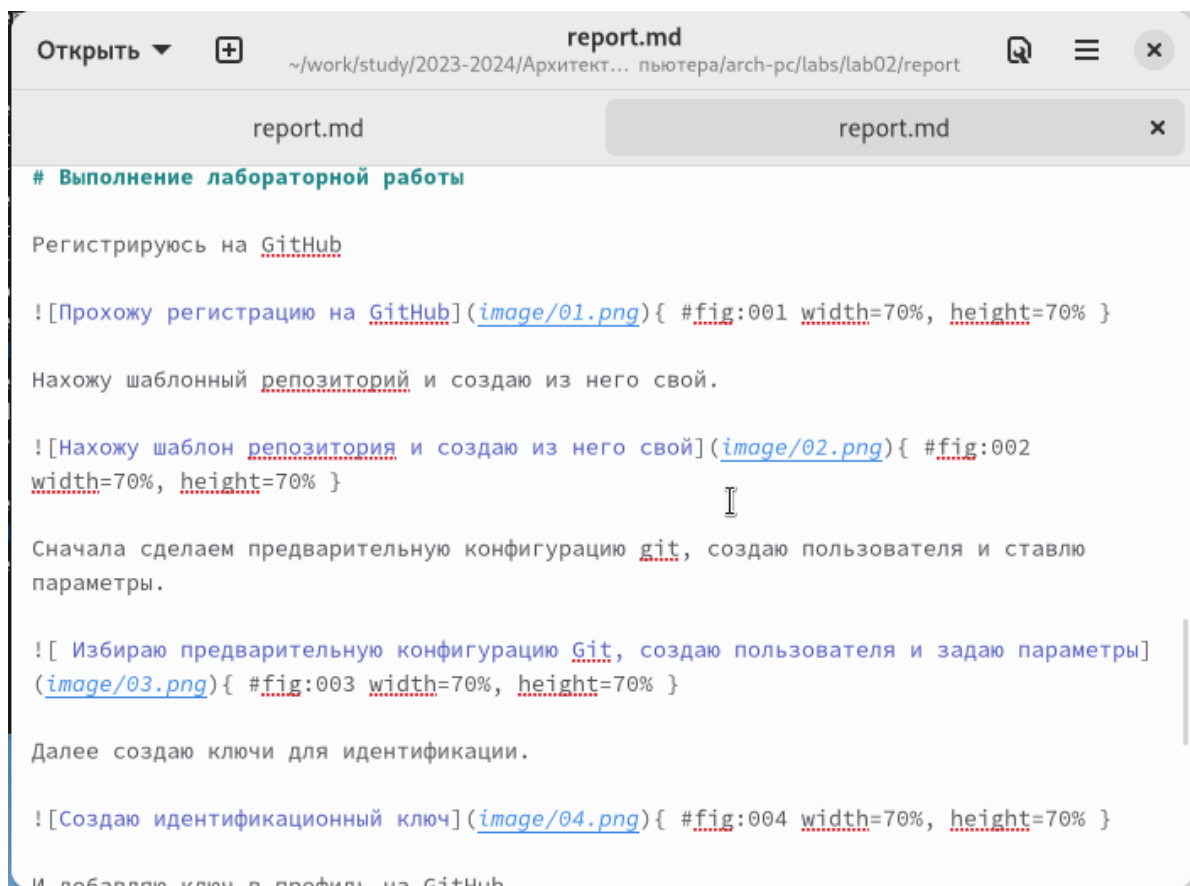 Открыть
report.md
~/work/study/2023-2024/Архитект… пьютера/arch-pc/labs/lab02/report
report.md
report.md
# Выполнение лабораторной работы
Регистрируюсь на GitHub
![Прохожу регистрацию на GitHub](image/01.png){ #fig:001 width=70%, height=70% }
Нахожу шаблонный репозиторий и создаю из него свой.
![Нахожу шаблон репозитория и создаю из него свой](image/02.png){ #fig:002
width=70%, height=70% }
Сначала сделаем предварительную конфигурацию git, создаю пользователя и ставлю
параметры.
![ Избираю предварительную конфигурацию Git, создаю пользователя и задаю параметры]
(image/03.png){ #fig:003 width=70%, height=70% }
Далее создаю ключи для идентификации.
![Создаю идентификационный ключ](image/04.png){ #fig:004 width=70%, height=70% }
И добавляю ключ в профиль на GitHub